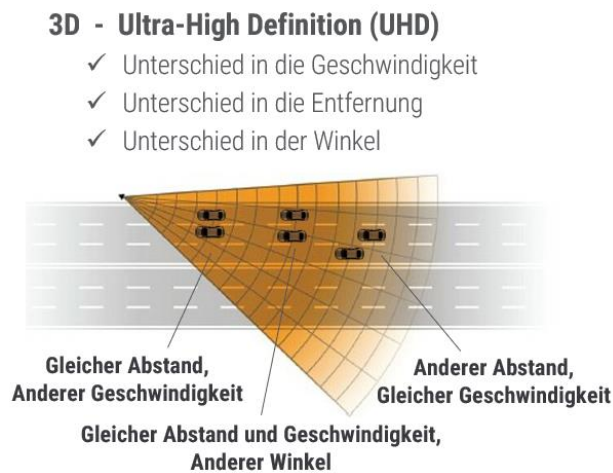 3D - Ultra-High Definition (UHD)
✓ Unterschied in die Geschwindigkeit
✓ Unterschied in die Entfernung
✓ Unterschied in der Winkel
Gleicher Abstand,
Anderer Geschwindigkeit
Anderer Abstand,
Gleicher Geschwindigkeit
Gleicher Abstand und Geschwindigkeit,
Anderer Winkel